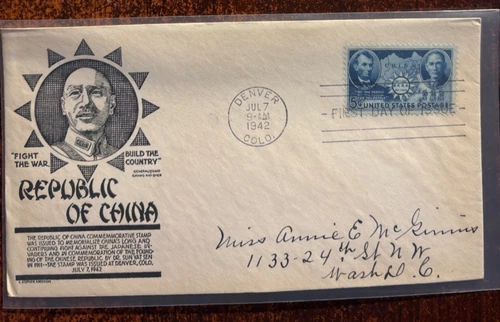 "FIGHT THE WAR
BUILD THE COUNTRY"
GENERALISSIMO
CHIANG KAI-SHEK
REPUBLIC
OF CHINA
THE REPUBLIC OF CHINA COMMEMORATIVE STAMP
WAS ISSUED TO MEMORIALIZE CHINA'S LONG AND
CONTINUING FIGHT AGAINST THE JAPANESE IN-
VADERS AND IN COMMEMORATION OF THE FOUND-
ING OF THE CHINESE REPUBLIC BY DR. SUN YAT SEN
IN 1911 - THE STAMP WAS ISSUED AT DENVER, COLO.
JULY 7, 1942
DENVER
JUL 7
9-AM
1942
COLO.
CHINA
5¢ UNITED STATES POSTAGE
FIRST DAY OF ISSUE
Miss Annie E McGinnis
1133-24th St N W
Wash D. C.